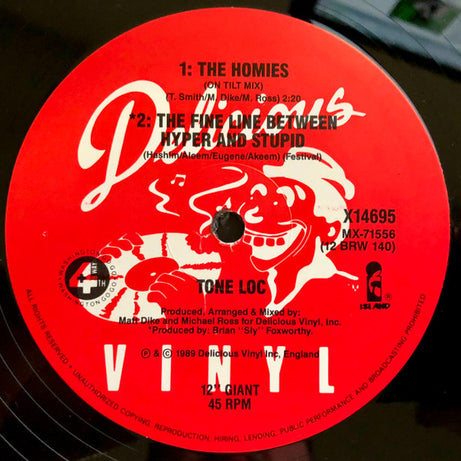 1: THE HOMIES
(ON TILT MIX)
(T. Smith/M. Dike/M. Ross) 2:20
Delicious
*2: THE FINE LINE BETWEEN
HYPER AND STUPID
(Hashim/Aleem/Eugene/Akeem) (Festival)
X14695
MX-71556
(12 BRW 140)
4TH
ISLAND
®
TONE LOC
Produced, Arranged & Mixed by:
Matt Dike and Michael Ross for Delicious Vinyl, Inc.
*Produced by: Brian "Sly" Foxworthy.
℗ & © 1989 Delicious Vinyl Inc, England
VINYL
12" GIANT
45 RPM
ALL RIGHTS RESERVED • UNAUTHORIZED COPYING, REPRODUCTION, HIRING, LENDING, PUBLIC PERFORMANCE AND BROADCASTING PROHIBITED